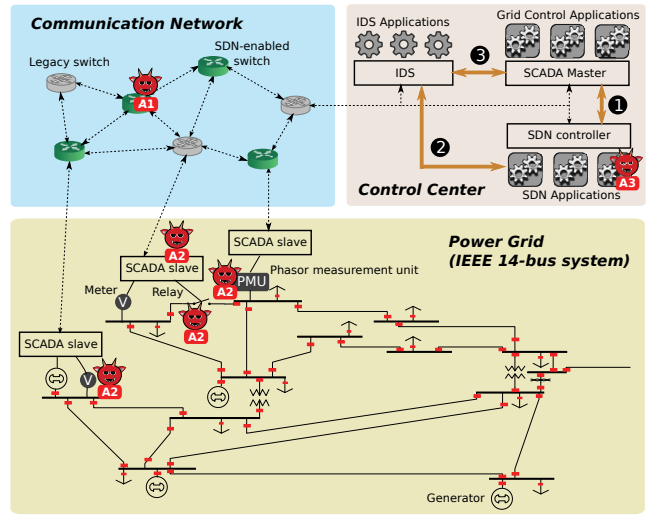 Communication Network
SDN-enabled
switch
Legacy switch
A1
IDS Applications
Grid Control Applications
IDS
3
SCADA Master
1
SDN controller
2
A3
Control Center
SDN Applications
Power Grid
(IEEE 14-bus system)
A2
SCADA slave
SCADA slave
Phasor measurement unit
A2
PMU
Meter
Relay
V
A2
SCADA slave
V
A2
Generator